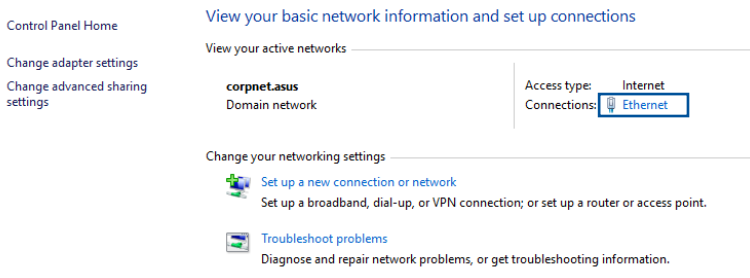 View your basic network information and set up connections
Control Panel Home
Change adapter settings
Change advanced sharing
settings
View your active networks
corpnet.asus
Domain network
Access type: Internet
Connections: Ethernet
Change your networking settings
Set up a new connection or network
Set up a broadband, dial-up, or VPN connection; or set up a router or access point.
Troubleshoot problems
Diagnose and repair network problems, or get troubleshooting information.